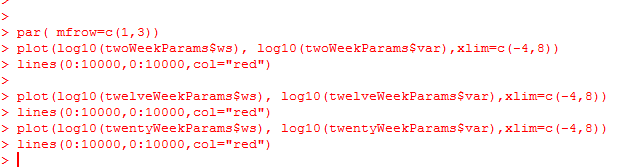 >
> par( mfrow=c(1,3))
> plot(log10(twoWeekParams$ws), log10(twoWeekParams$var),xlim=c(-4,8))
> lines(0:10000,0:10000,col="red")
>
> plot(log10(twelveWeekParams$ws), log10(twelveWeekParams$var),xlim=c(-4,8))
> lines(0:10000,0:10000,col="red")
> plot(log10(twentyWeekParams$ws), log10(twentyWeekParams$var),xlim=c(-4,8))
> lines(0:10000,0:10000,col="red")
>